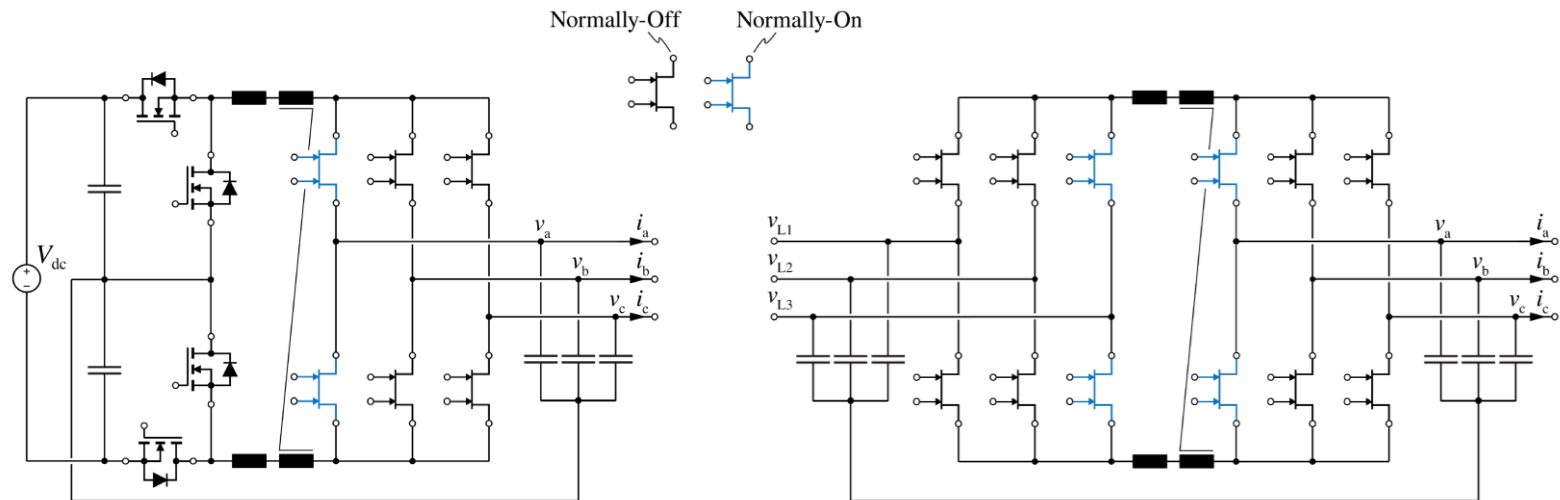 Normally-Off Normally-On
V_dc
v_a i_a
v_b i_b
v_c i_c
v_L1
v_L2
v_L3
v_a i_a
v_b i_b
v_c i_c